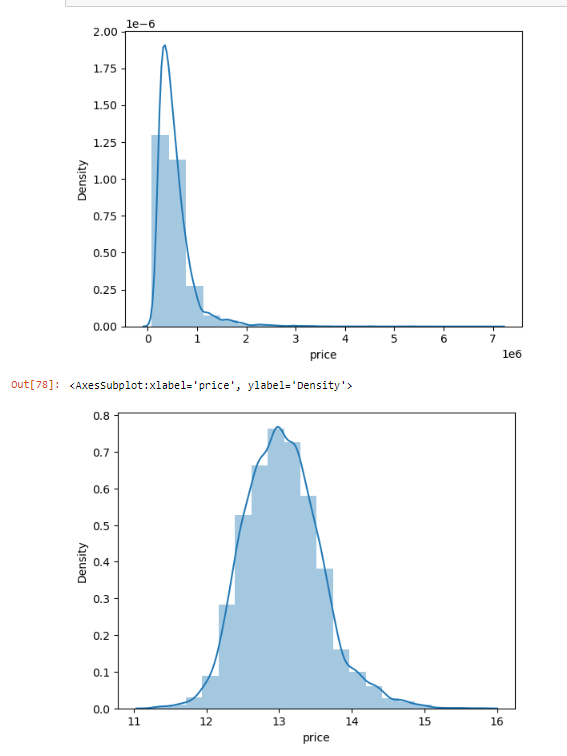 1e−6
2.00
1.75
1.50
1.25
1.00
0.75
0.50
0.25
0.00
Density
0 1 2 3 4 5 6 7
price
1e6
Out[78]: <AxesSubplot:xlabel='price', ylabel='Density'>
0.8
0.7
0.6
0.5
0.4
0.3
0.2
0.1
0.0
Density
11 12 13 14 15 16
price